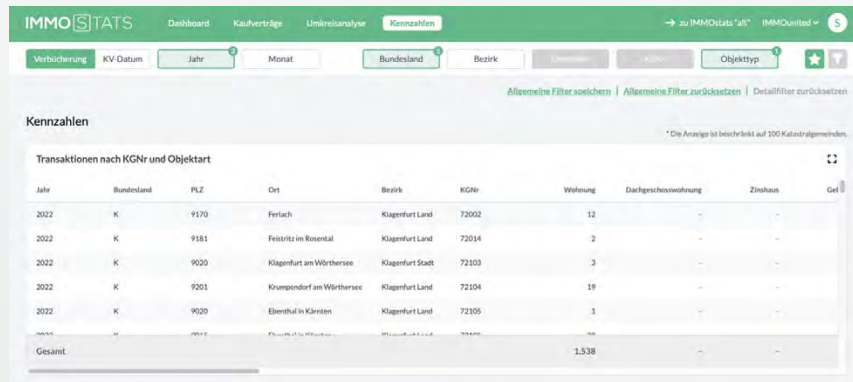 IMMOSTATS Dashboard Kaufverträge Umkreisanalyse Kennzahlen → zu IMMOstats "alt" IMMOunited S
Verbücherung KV-Datum Jahr 2 Monat Bundesland 1 Bezirk Objekttyp 1
Allgemeine Filter speichern | Allgemeine Filter zurücksetzen | Detailfilter zurücksetzen
Kennzahlen
* Die Anzeige ist beschränkt auf 100 Katastralgemeinden.
Transaktionen nach KGNr und Objektart
Jahr Bundesland PLZ Ort Bezirk KGNr Wohnung Dachgeschosswohnung Zinshaus Gel
2022 K 9170 Ferlach Klagenfurt Land 72002 12 - -
2022 K 9181 Feistritz im Rosental Klagenfurt Land 72014 2 - -
2022 K 9020 Klagenfurt am Wörthersee Klagenfurt Stadt 72103 3 - -
2022 K 9201 Krumpendorf am Wörthersee Klagenfurt Land 72104 19 - -
2022 K 9020 Ebenthal in Kärnten Klagenfurt Land 72105 1 - -
Gesamt 1.538 - -